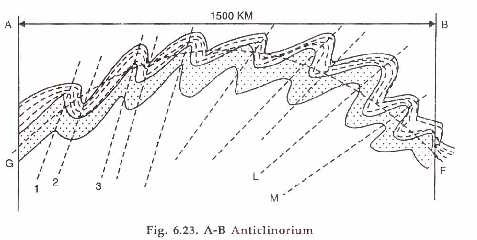 1500 KM
A
B
G
1
2
3
L
M
F
Fig. 6.23. A-B Anticlinorium